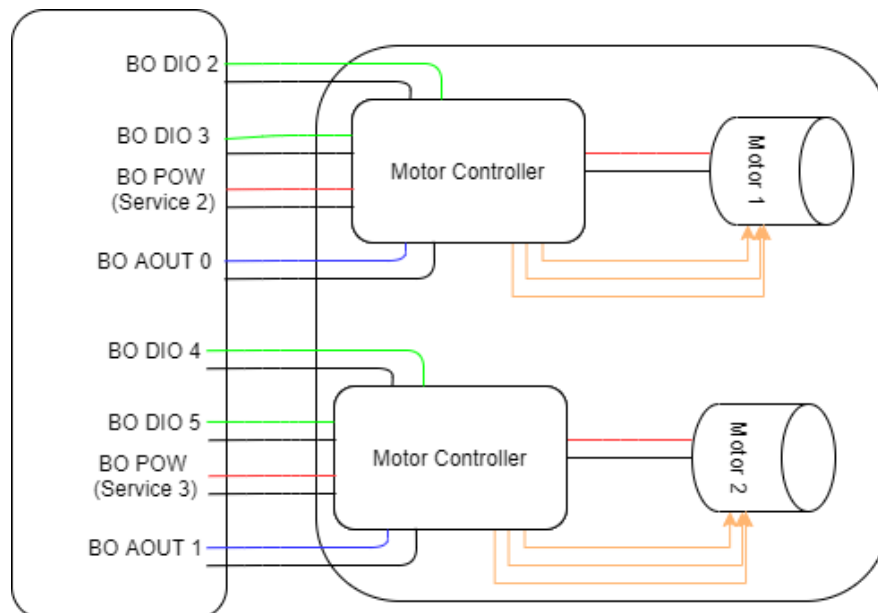 BO DIO 2
BO DIO 3
BO POW
(Service 2)
BO AOUT 0
Motor Controller
Motor 1
BO DIO 4
BO DIO 5
BO POW
(Service 3)
BO AOUT 1
Motor Controller
Motor 2